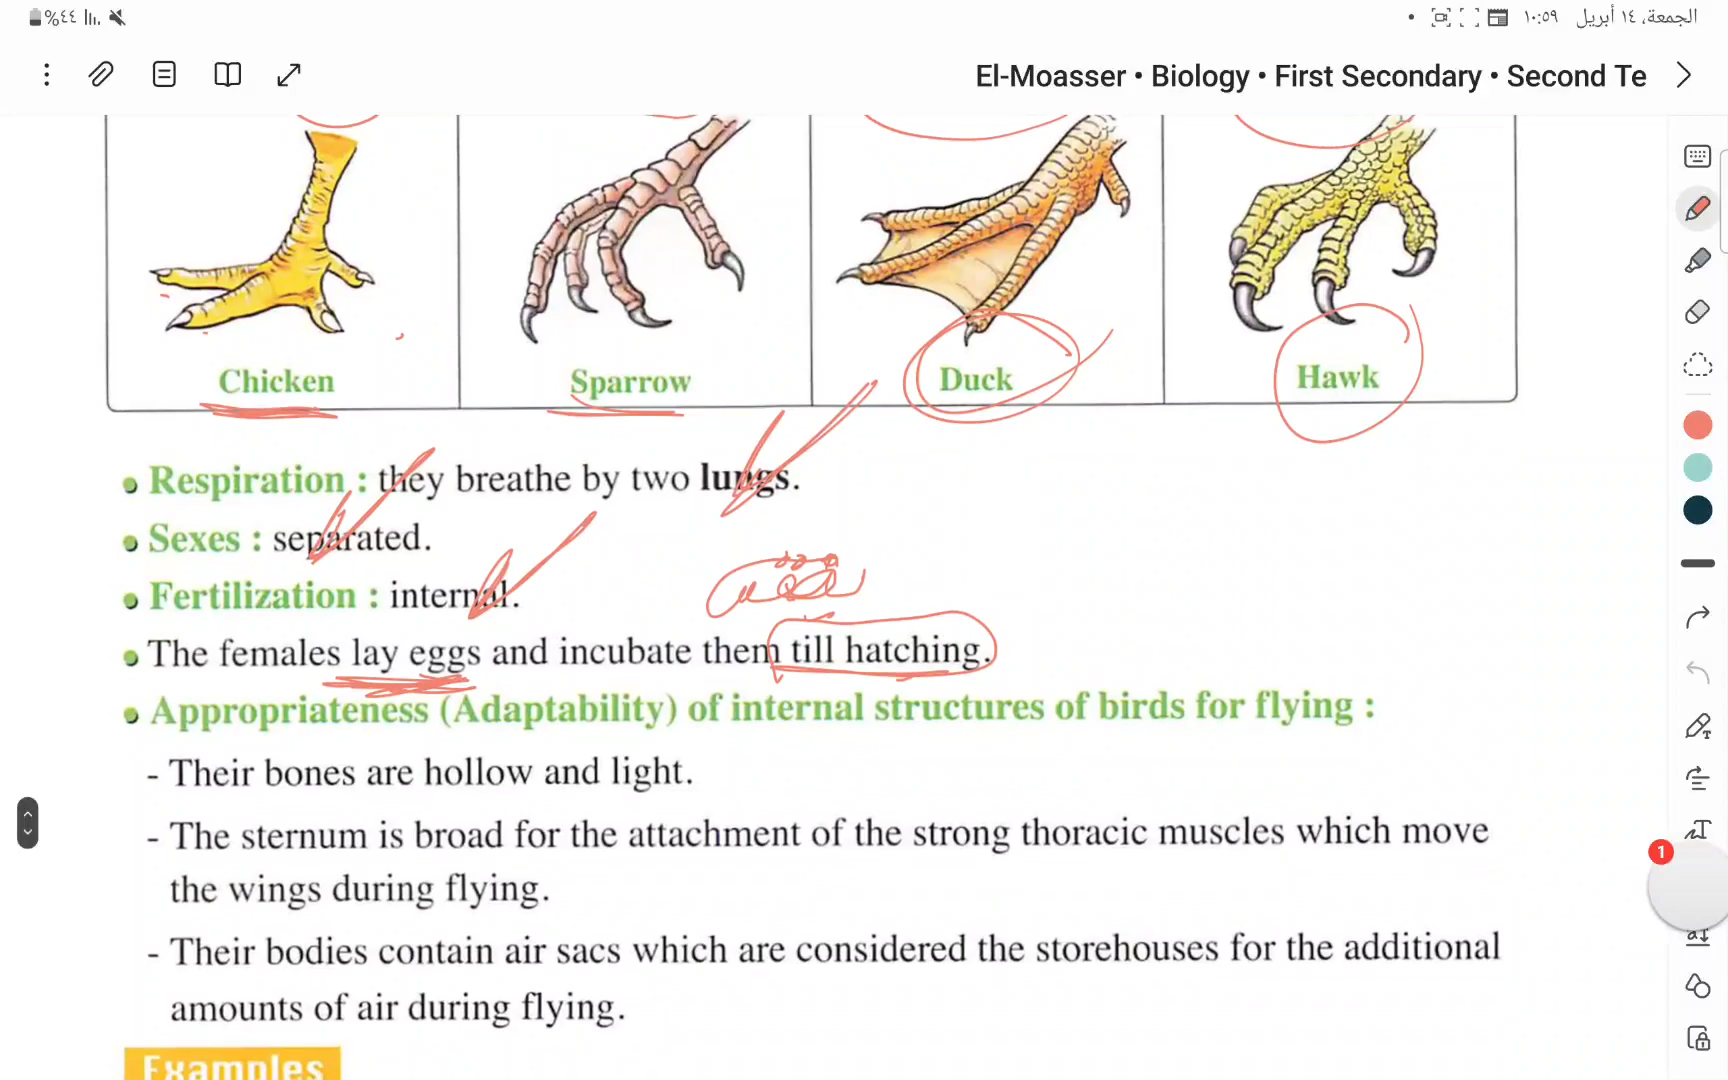 %٤٤
الجمعة، ١٤ أبريل ١٠:٥٩
El-Moasser • Biology • First Secondary • Second Te
Chicken
Sparrow
Duck
Hawk
• Respiration : they breathe by two lungs.
• Sexes : separated.
• Fertilization : internal.
• The females lay eggs and incubate them till hatching.
• Appropriateness (Adaptability) of internal structures of birds for flying :
- Their bones are hollow and light.
- The sternum is broad for the attachment of the strong thoracic muscles which move
the wings during flying.
1
- Their bodies contain air sacs which are considered the storehouses for the additional
amounts of air during flying.
Examples